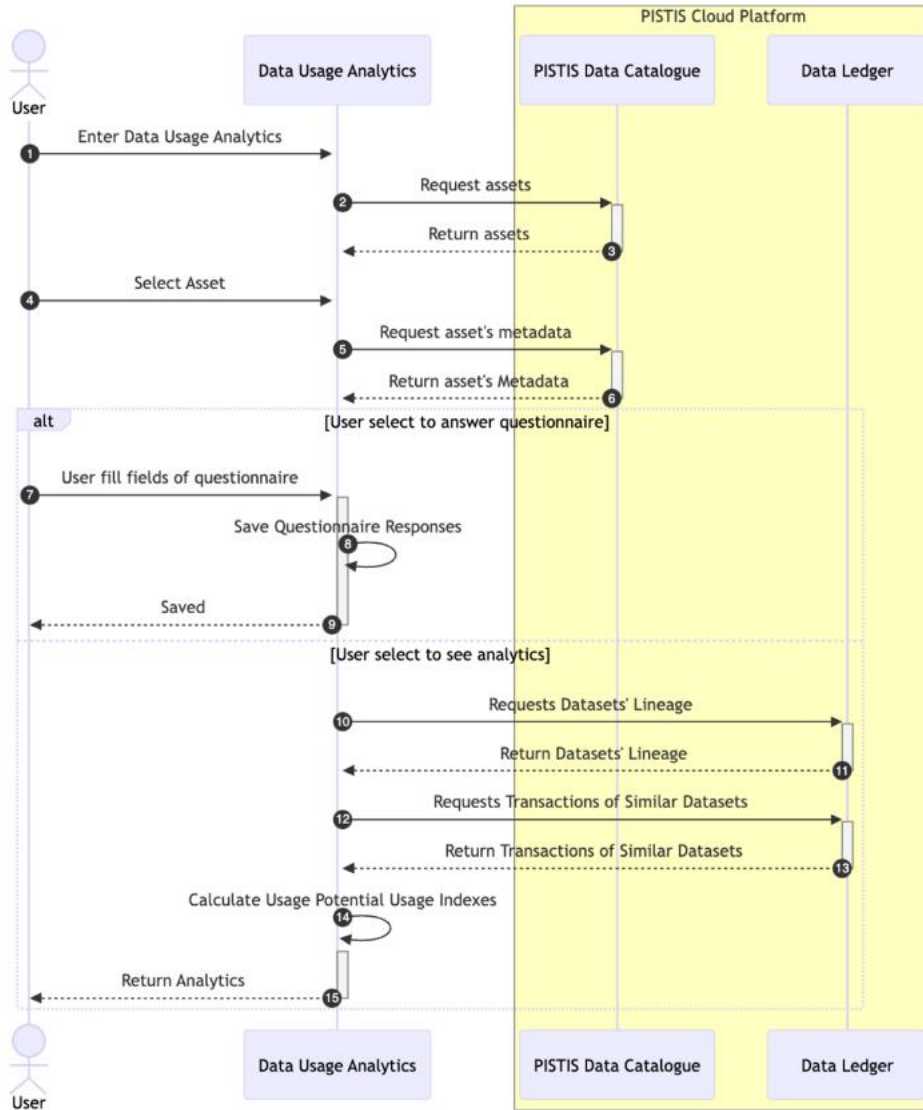 PISTIS Cloud Platform
Data Usage Analytics
PISTIS Data Catalogue
Data Ledger
User
Enter Data Usage Analytics
1
Request assets
2
Return assets
3
Select Asset
4
Request asset's metadata
5
Return asset's Metadata
6
alt
[User select to answer questionnaire]
User fill fields of questionnaire
7
Save Questionnaire Responses
8
Saved
9
[User select to see analytics]
Requests Datasets' Lineage
10
Return Datasets' Lineage
11
Requests Transactions of Similar Datasets
12
Return Transactions of Similar Datasets
13
Calculate Usage Potential Usage Indexes
14
Return Analytics
15
User
Data Usage Analytics
PISTIS Data Catalogue
Data Ledger